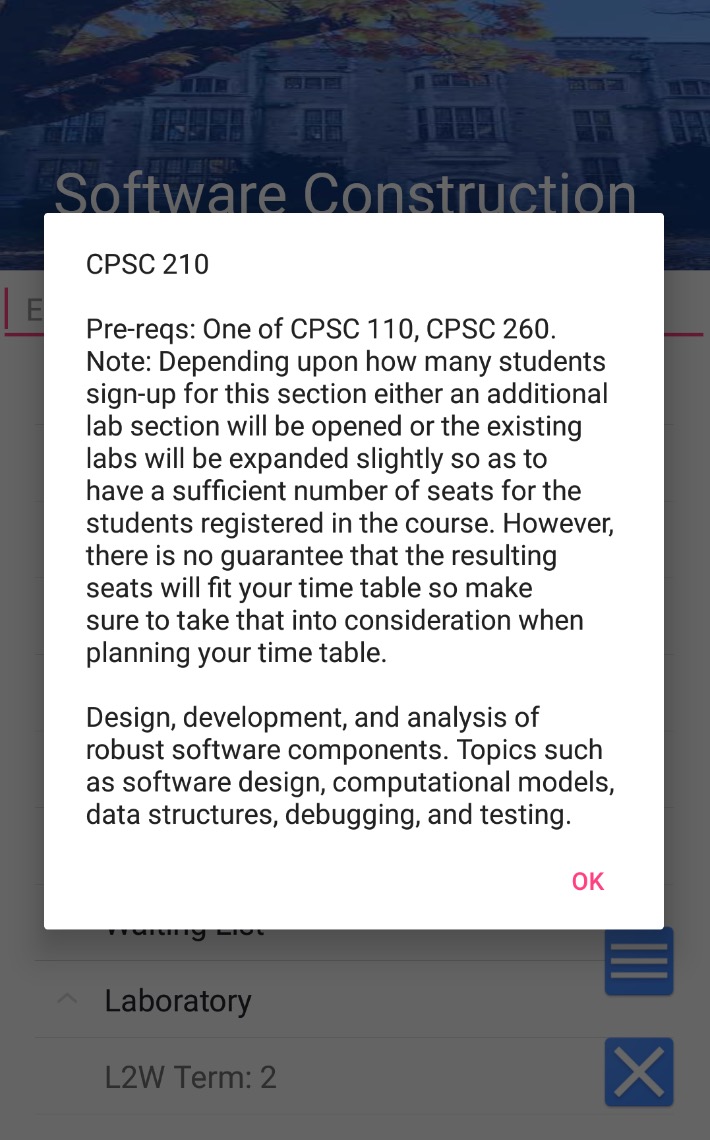 Software Construction
E
CPSC 210
Pre-reqs: One of CPSC 110, CPSC 260.
Note: Depending upon how many students
sign-up for this section either an additional
lab section will be opened or the existing
labs will be expanded slightly so as to
have a sufficient number of seats for the
students registered in the course. However,
there is no guarantee that the resulting
seats will fit your time table so make
sure to take that into consideration when
planning your time table.
Design, development, and analysis of
robust software components. Topics such
as software design, computational models,
data structures, debugging, and testing.
OK
Waiting List
Laboratory
L2W Term: 2